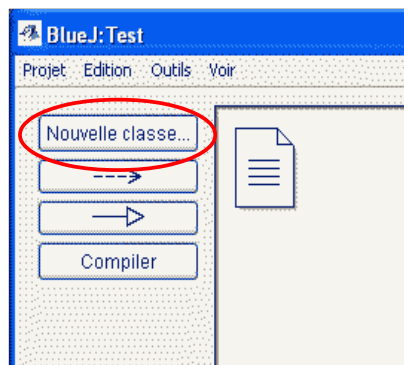 BlueJ:Test
Projet Edition Outils Voir
Nouvelle classe...
Compiler